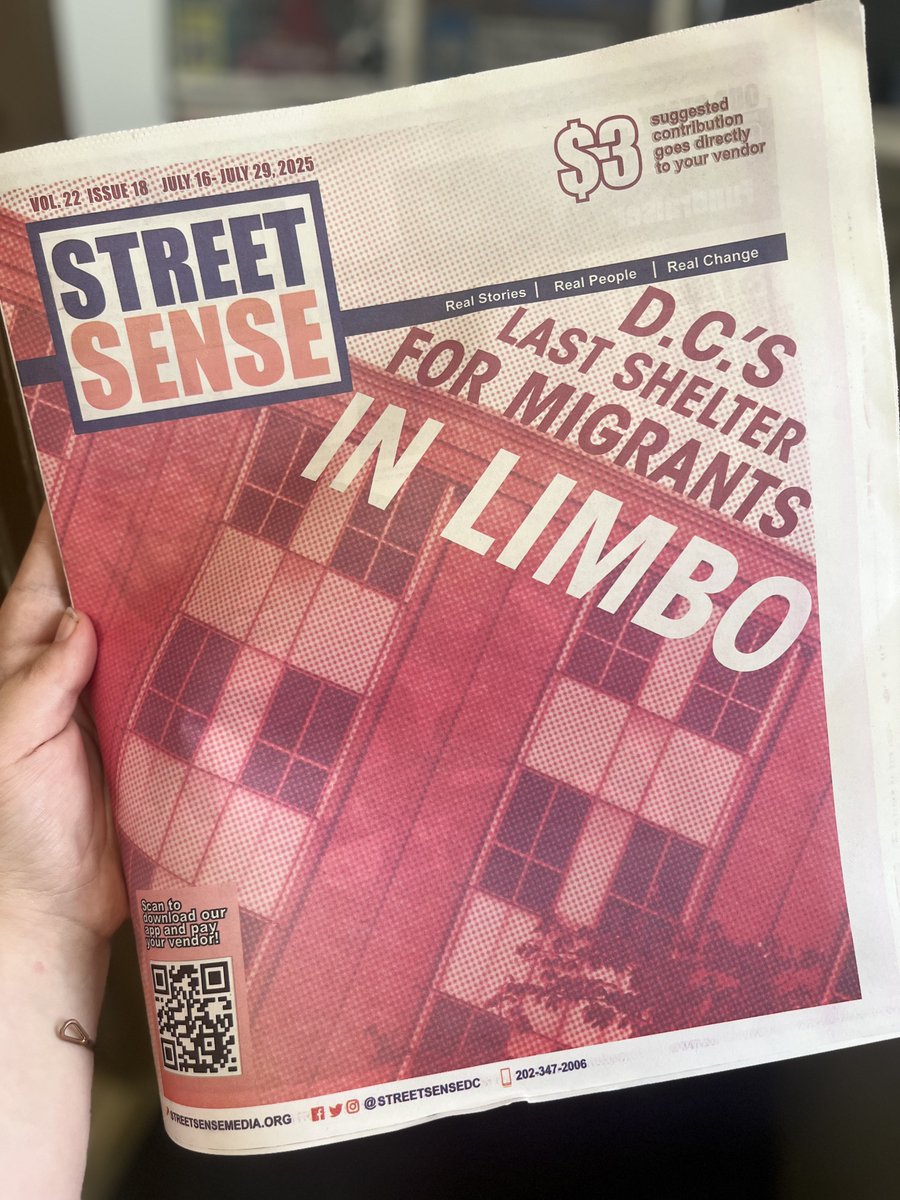 VOL. 22 ISSUE 18 JULY 16- JULY 29, 2025
$3
suggested
contribution
goes directly
to your vendor
STREET
SENSE
Real Stories | Real People | Real Change
D.C.'S
LAST SHELTER
FOR MIGRANTS
IN LIMBO
Scan to
download our
app and pay
your vendor!
STREETSENSEMEDIA.ORG @STREETSENSEDC 202-347-2006